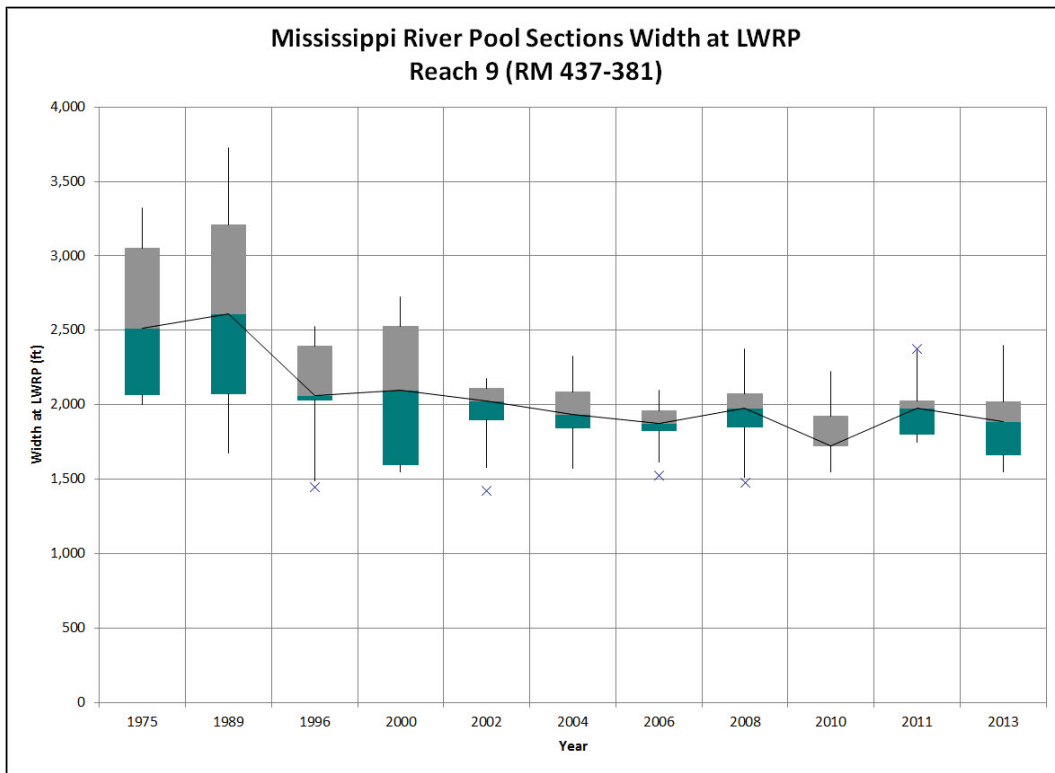 Mississippi River Pool Sections Width at LWRP
Reach 9 (RM 437-381)
4,000
3,500
3,000
2,500
2,000
1,500
1,000
500
0
Width at LWRP (ft)
1975 1989 1996 2000 2002 2004 2006 2008 2010 2011 2013
Year